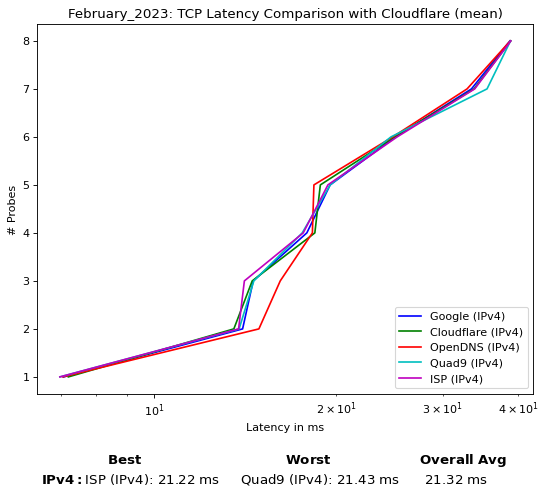 February_2023: TCP Latency Comparison with Cloudflare (mean)
8
7
6
5
4
3
2
1
# Probes
Google (IPv4)
Cloudflare (IPv4)
OpenDNS (IPv4)
Quad9 (IPv4)
ISP (IPv4)
10¹ 2 × 10¹ 3 × 10¹ 4 × 10¹
Latency in ms
Best Worst Overall Avg
IPv4: ISP (IPv4): 21.22 ms Quad9 (IPv4): 21.43 ms 21.32 ms